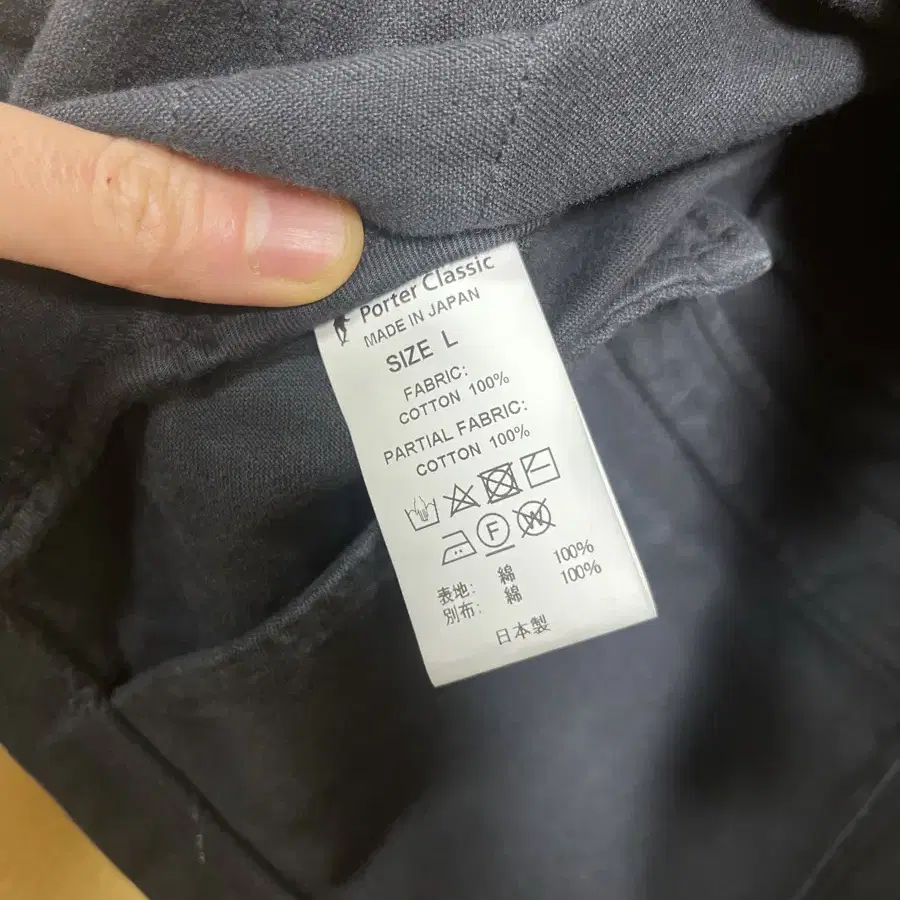 Porter Classic
MADE IN JAPAN
SIZE L
FABRIC:
COTTON 100%
PARTIAL FABRIC:
COTTON 100%
F W
表地: 綿 100%
別布: 綿 100%
日本製